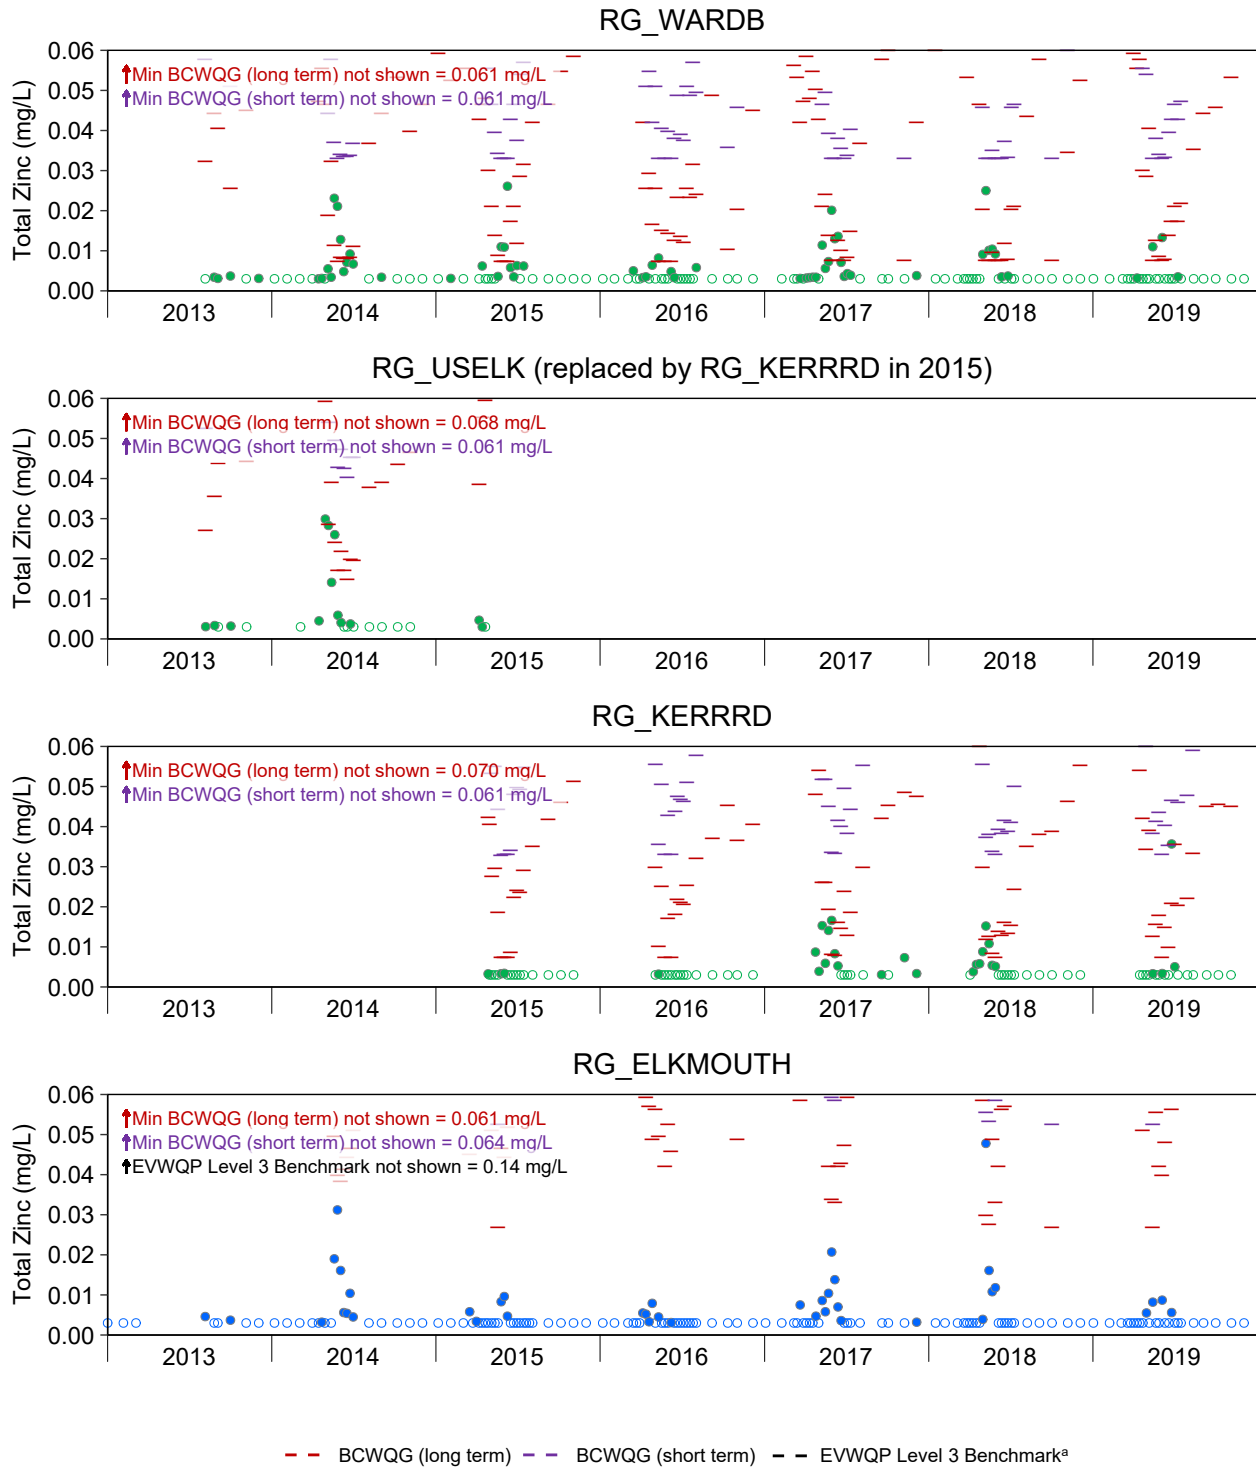 RG_WARDB
0.06
0.05
0.04
0.03
0.02
0.01
0.00
Total Zinc (mg/L)
Min BCWQG (long term) not shown = 0.061 mg/L
Min BCWQG (short term) not shown = 0.061 mg/L
2013 2014 2015 2016 2017 2018 2019
RG_USELK (replaced by RG_KERRRD in 2015)
0.06
0.05
0.04
0.03
0.02
0.01
0.00
Total Zinc (mg/L)
Min BCWQG (long term) not shown = 0.068 mg/L
Min BCWQG (short term) not shown = 0.061 mg/L
2013 2014 2015 2016 2017 2018 2019
RG_KERRRD
0.06
0.05
0.04
0.03
0.02
0.01
0.00
Total Zinc (mg/L)
Min BCWQG (long term) not shown = 0.070 mg/L
Min BCWQG (short term) not shown = 0.061 mg/L
2013 2014 2015 2016 2017 2018 2019
RG_ELKMOUTH
0.06
0.05
0.04
0.03
0.02
0.01
0.00
Total Zinc (mg/L)
Min BCWQG (long term) not shown = 0.061 mg/L
Min BCWQG (short term) not shown = 0.064 mg/L
EVWQP Level 3 Benchmark not shown = 0.14 mg/L
2013 2014 2015 2016 2017 2018 2019
BCWQG (long term) BCWQG (short term) EVWQP Level 3 Benchmarkᵃ